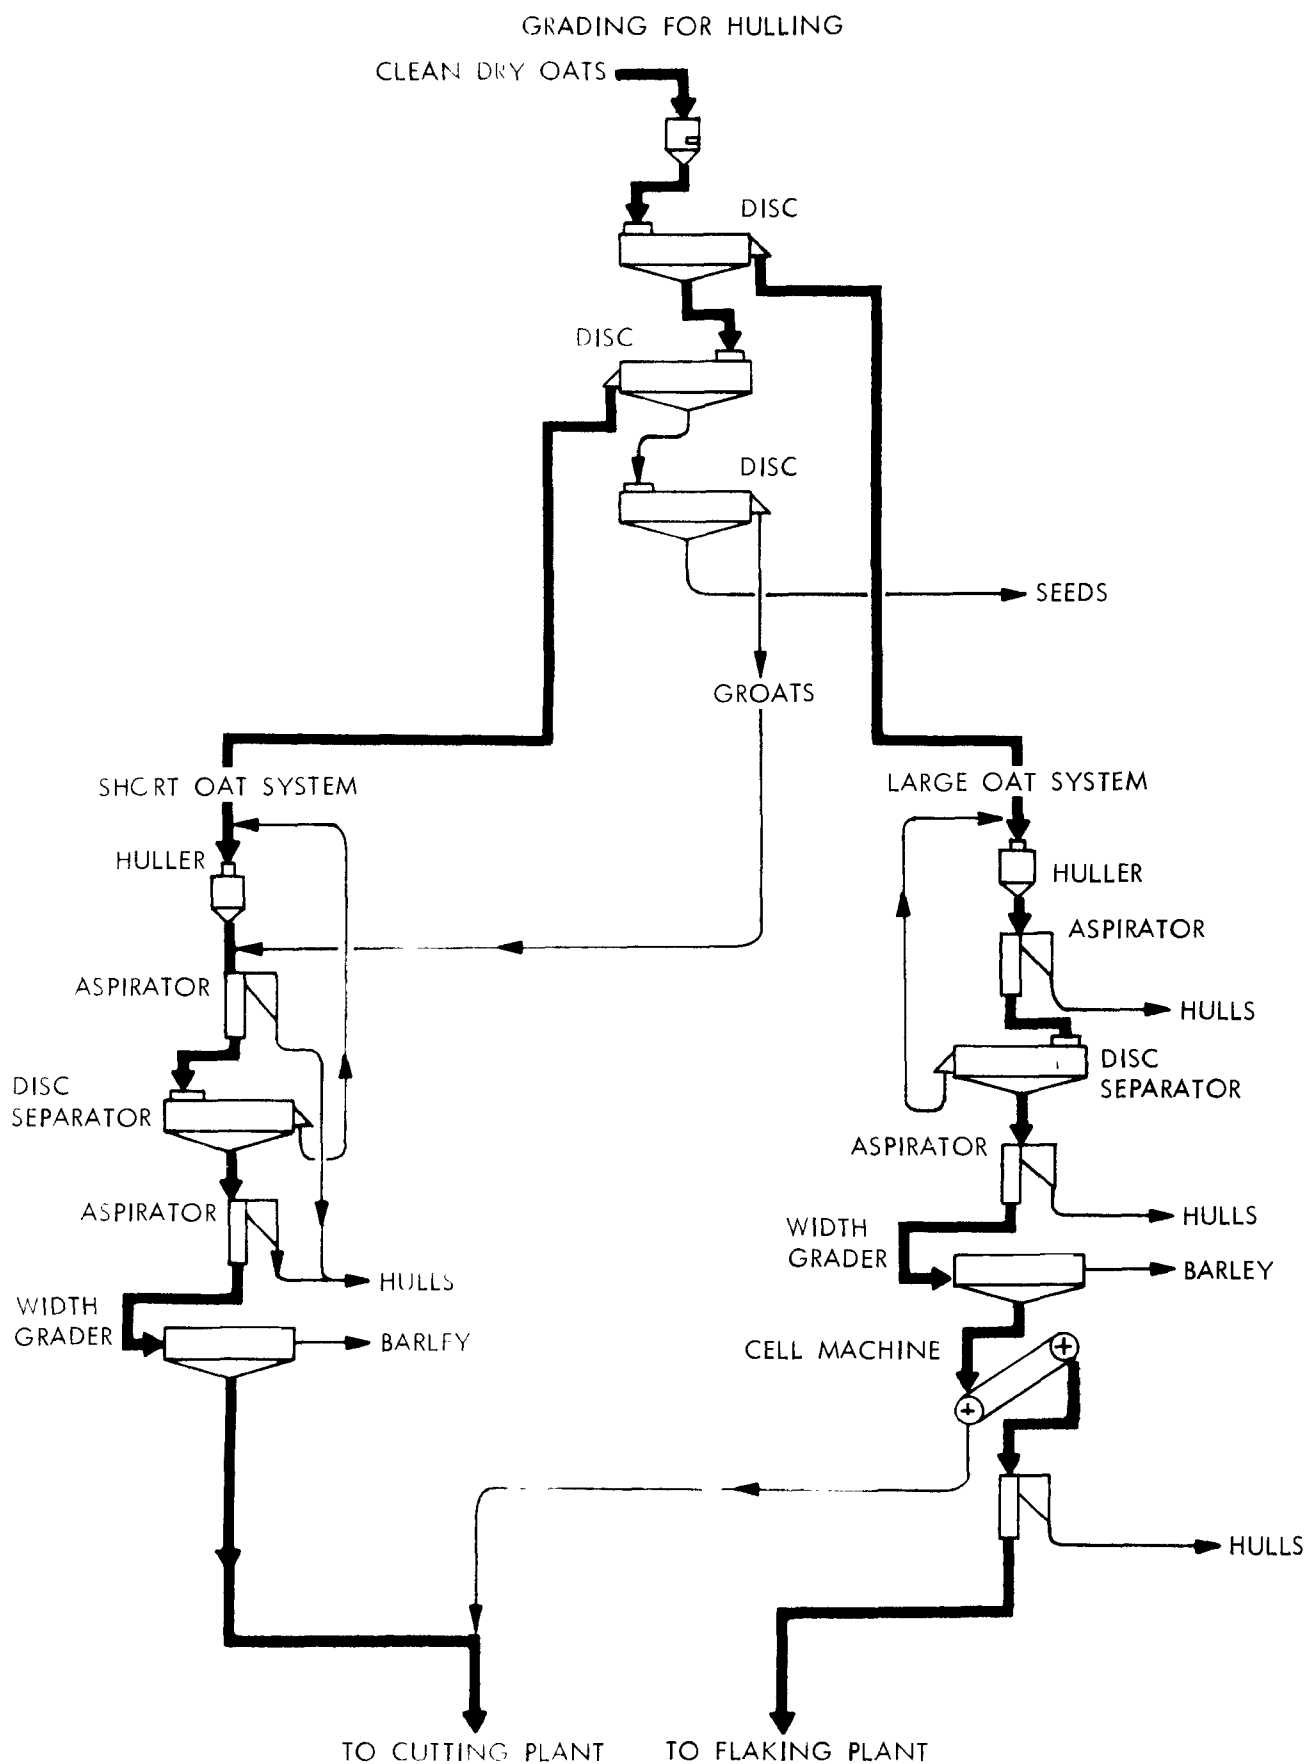 GRADING FOR HULLING
CLEAN DRY OATS
DISC
DISC
DISC
SEEDS
GROATS
SHORT OAT SYSTEM
LARGE OAT SYSTEM
HULLER
HULLER
ASPIRATOR
ASPIRATOR
HULLS
DISC
SEPARATOR
DISC
SEPARATOR
ASPIRATOR
ASPIRATOR
HULLS
HULLS
WIDTH
GRADER
BARLEY
WIDTH
GRADER
BARLEY
CELL MACHINE
HULLS
TO CUTTING PLANT
TO FLAKING PLANT